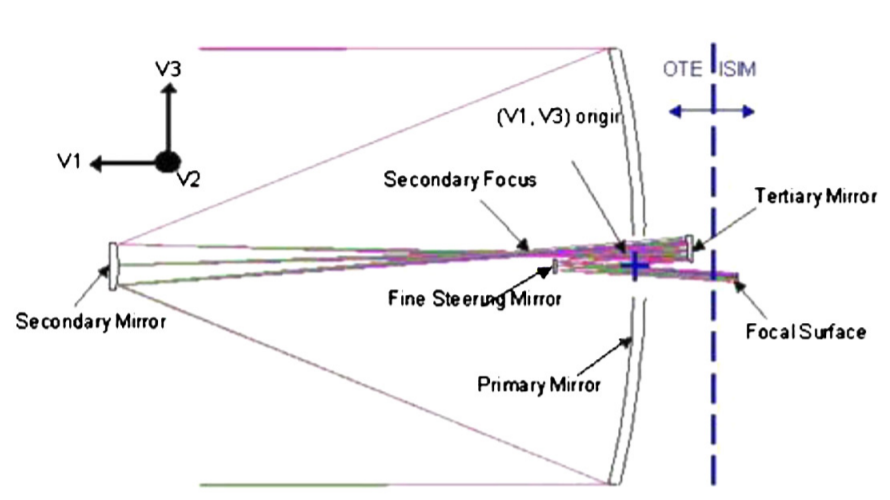 OTE ISIM
V3
(V1, V3) origin
V1
V2
Secondary Focus
Tertiary Mirror
Fine Steering Mirror
Secondary Mirror
Focal Surface
Primary Mirror